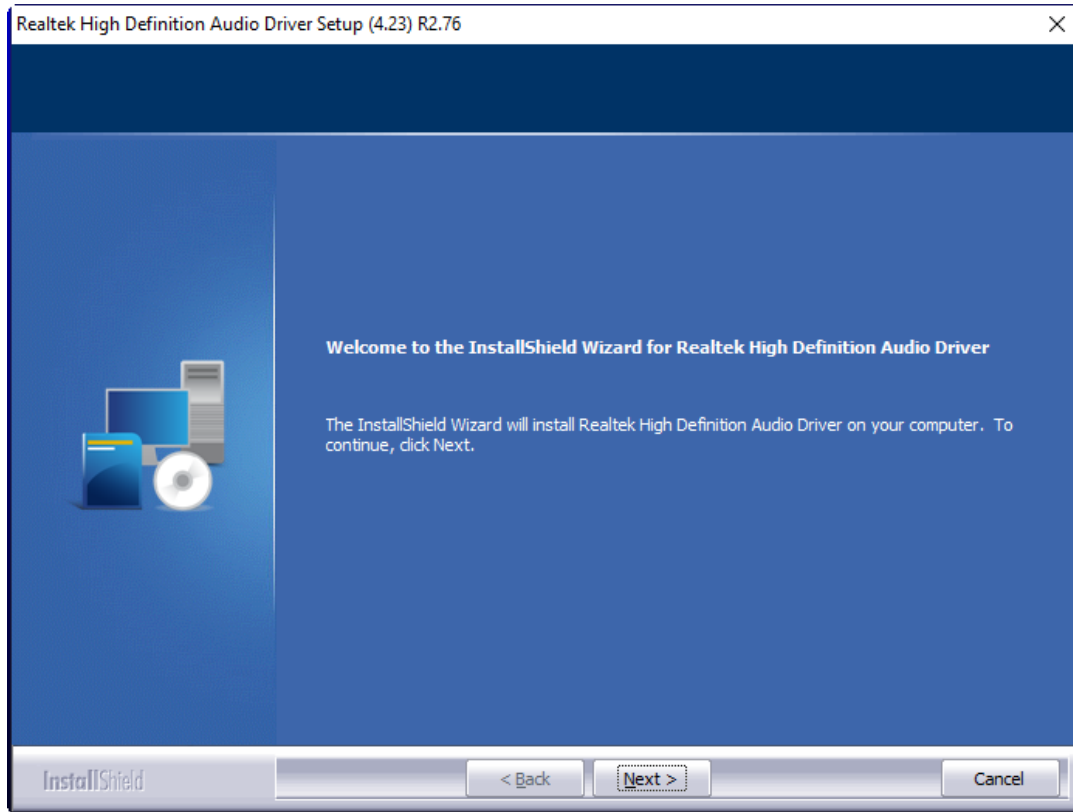 Realtek High Definition Audio Driver Setup (4.23) R2.76
Welcome to the InstallShield Wizard for Realtek High Definition Audio Driver
The InstallShield Wizard will install Realtek High Definition Audio Driver on your computer.  To
continue, click Next.
InstallShield
< Back
Next >
Cancel